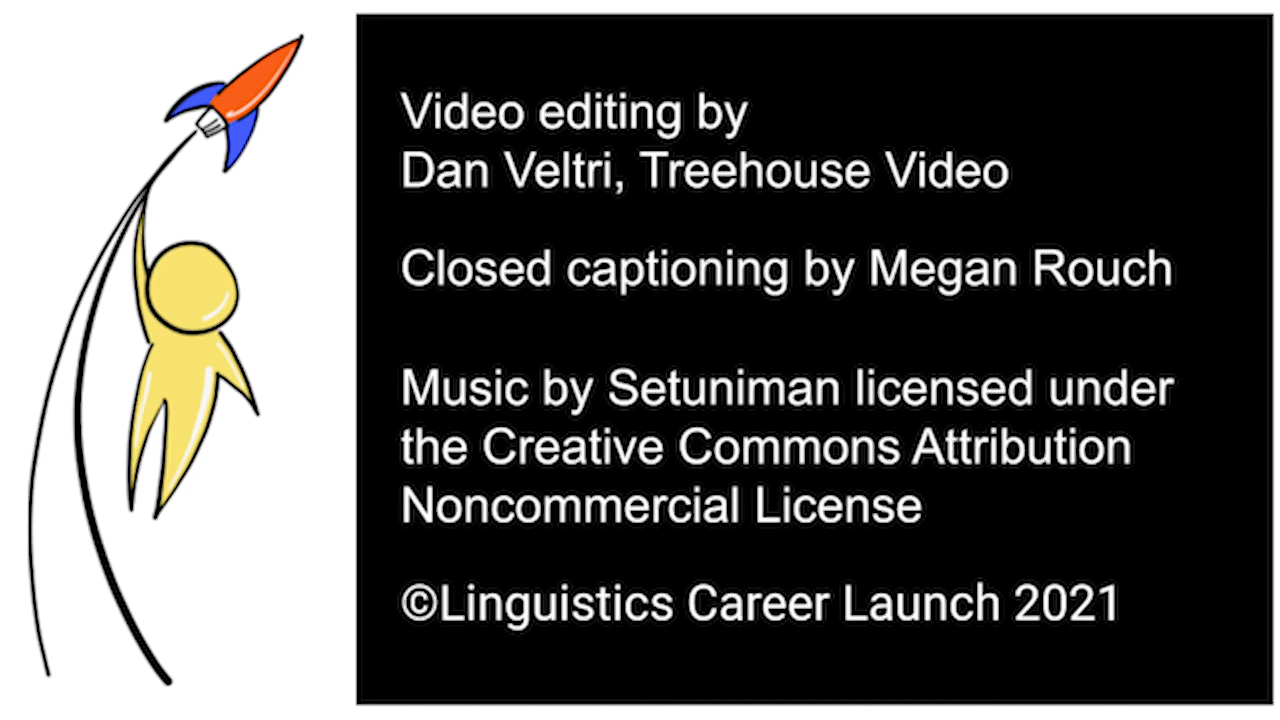 Video editing by
Dan Veltri, Treehouse Video
Closed captioning by Megan Rouch
Music by Setuniman licensed under
the Creative Commons Attribution
Noncommercial License
©Linguistics Career Launch 2021